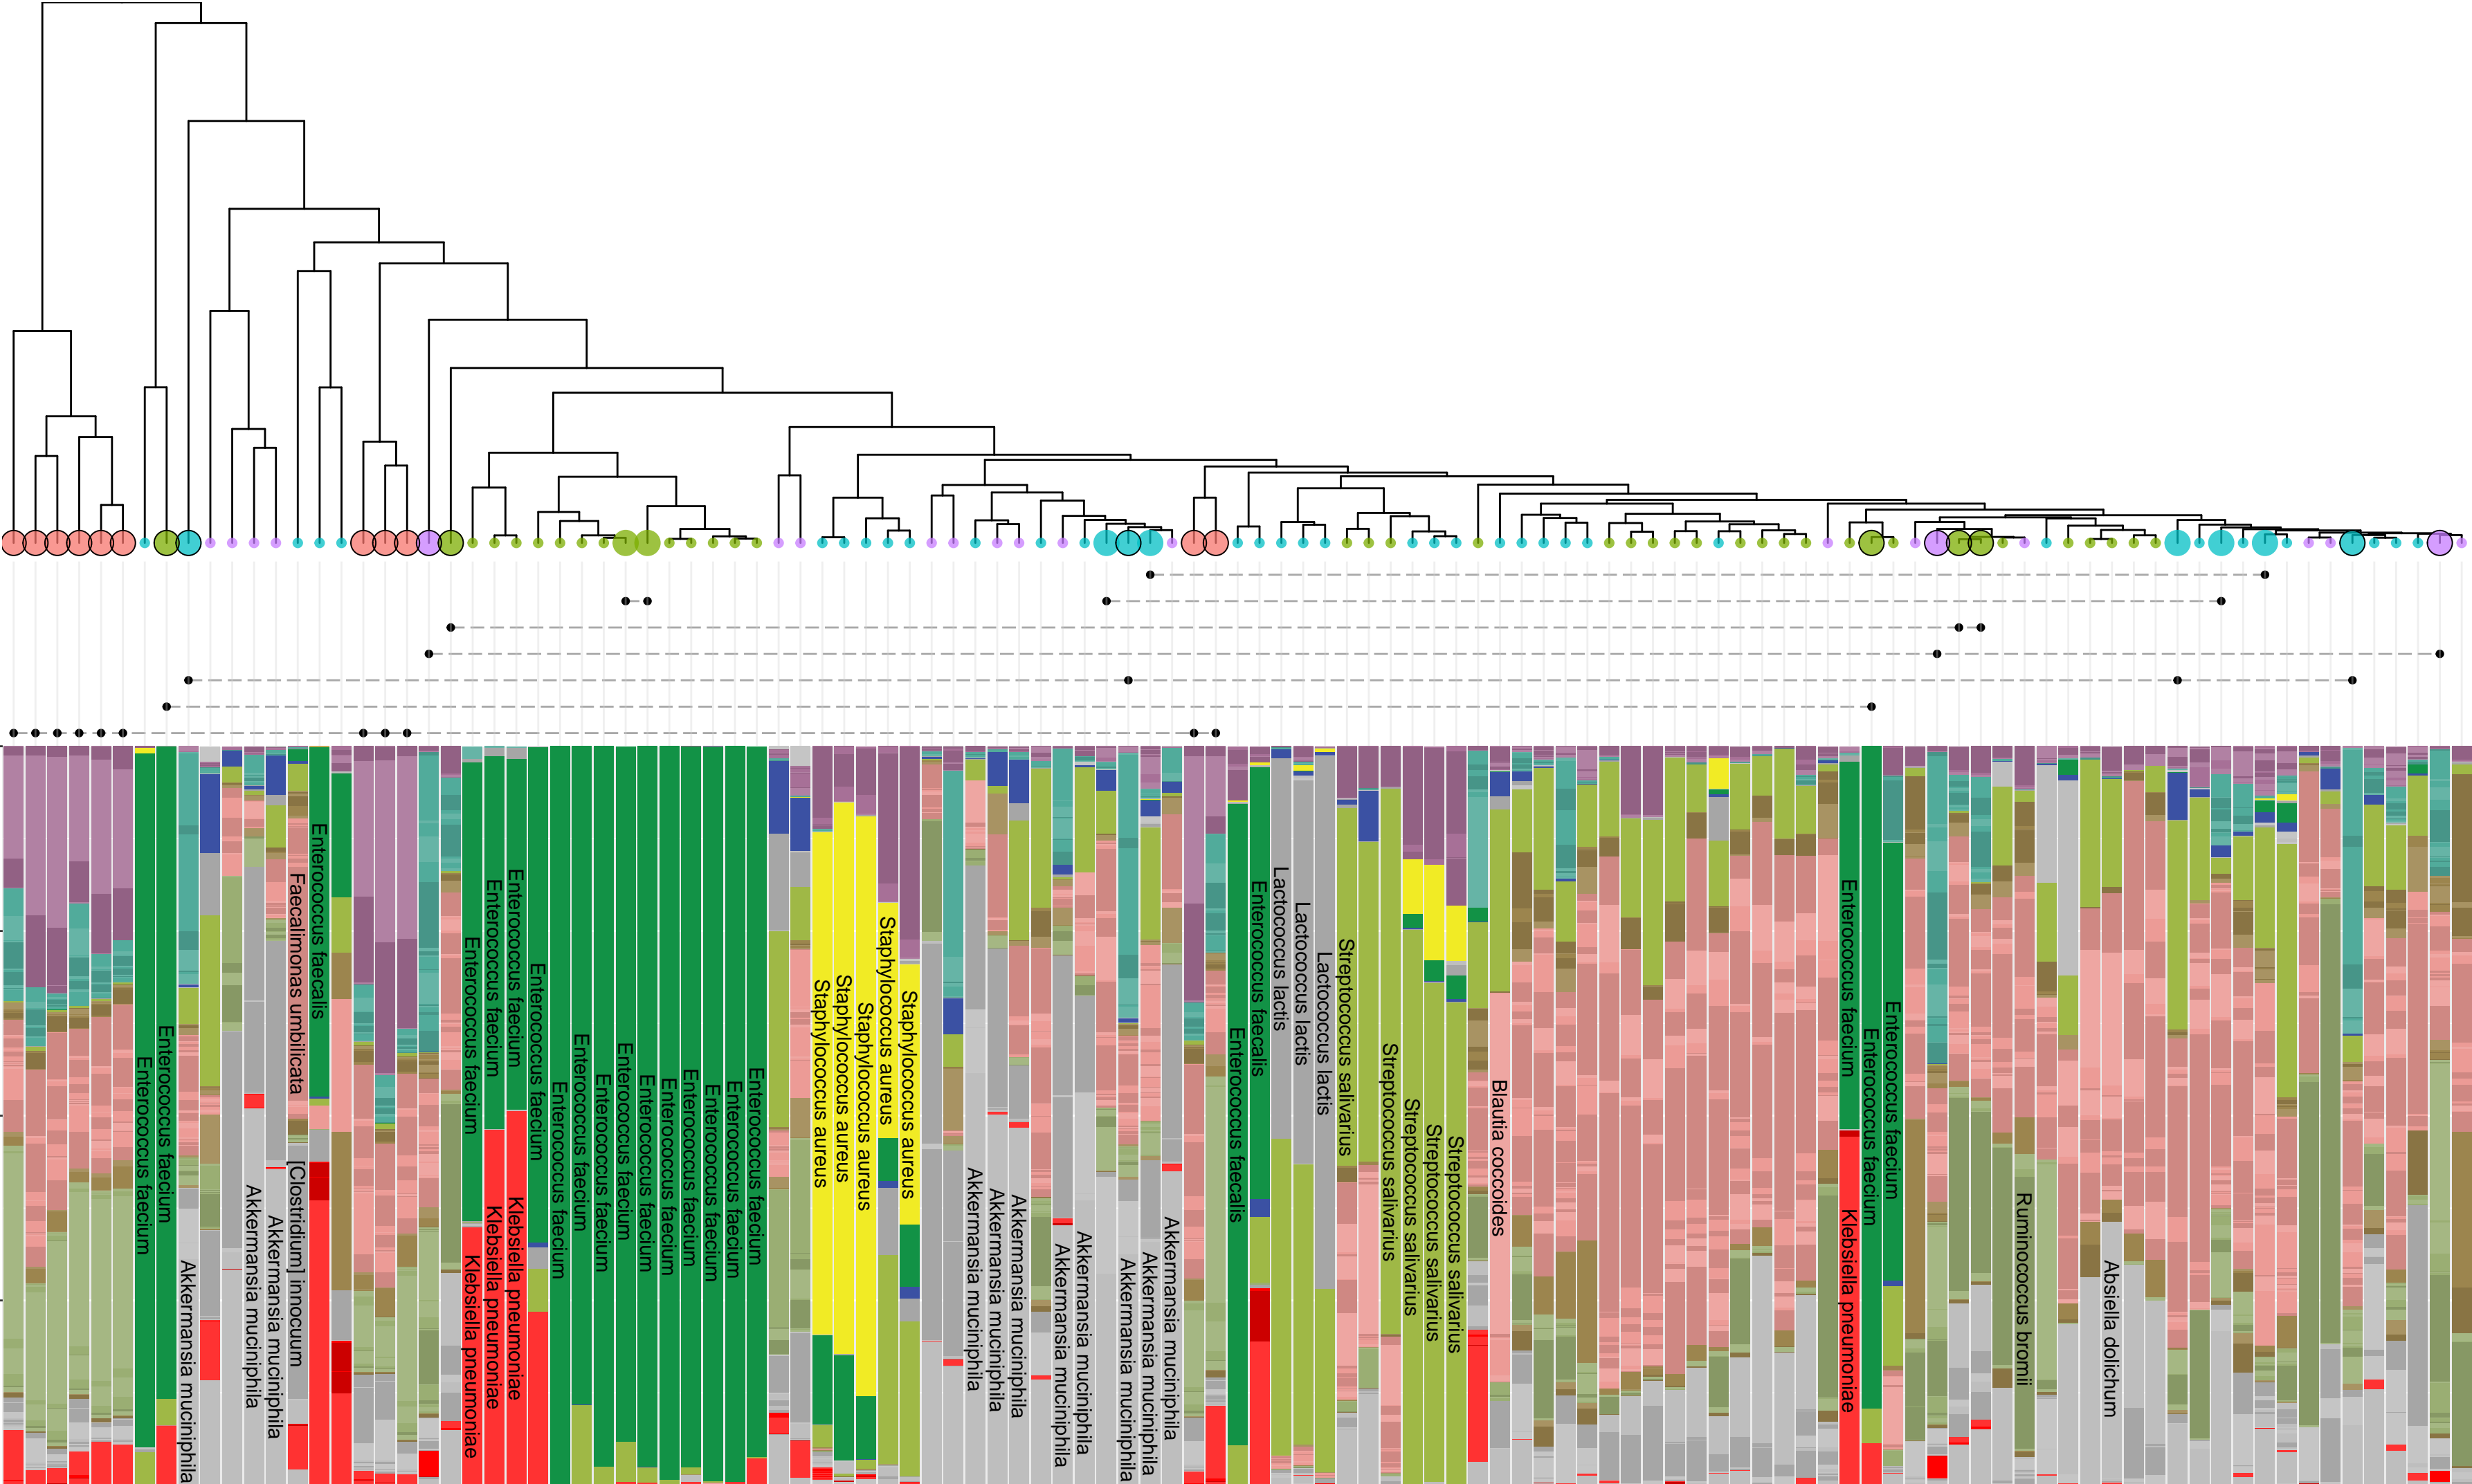 Enterococcus faecium
Enterococcus faecium
Akkermansia muciniphila
Akkermansia muciniphila
Akkermansia muciniphila
Faecalimonas umbilicata
[Clostridium] innocuum
Enterococcus faecalis
Enterococcus faecium
Klebsiella pneumoniae
Enterococcus faecium
Klebsiella pneumoniae
Enterococcus faecium
Klebsiella pneumoniae
Enterococcus faecium
Enterococcus faecium
Enterococcus faecium
Enterococcus faecium
Enterococcus faecium
Enterococcus faecium
Enterococcus faecium
Enterococcus faecium
Enterococcus faecium
Enterococcus faecium
Enterococcus faecium
Staphylococcus aureus
Staphylococcus aureus
Staphylococcus aureus
Staphylococcus aureus
Staphylococcus aureus
Akkermansia muciniphila
Akkermansia muciniphila
Akkermansia muciniphila
Akkermansia muciniphila
Akkermansia muciniphila
Akkermansia muciniphila
Akkermansia muciniphila
Akkermansia muciniphila
Enterococcus faecalis
Enterococcus faecalis
Lactococcus lactis
Lactococcus lactis
Lactococcus lactis
Streptococcus salivarius
Streptococcus salivarius
Streptococcus salivarius
Streptococcus salivarius
Streptococcus salivarius
Blautia coccoides
Enterococcus faecium
Klebsiella pneumoniae
Enterococcus faecium
Enterococcus faecium
Ruminococcus bromii
Absiella dolichum